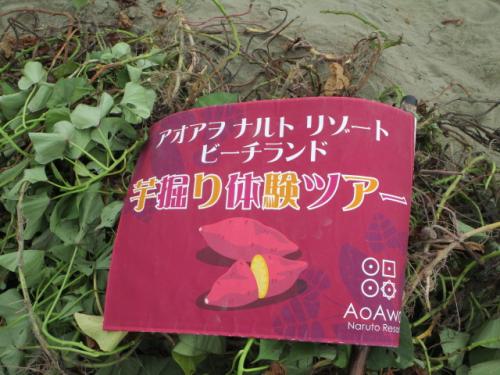 アオアヲ ナルト リゾート
ビーチランド
芋掘り体験ツアー
AoAwo
Naruto Reso